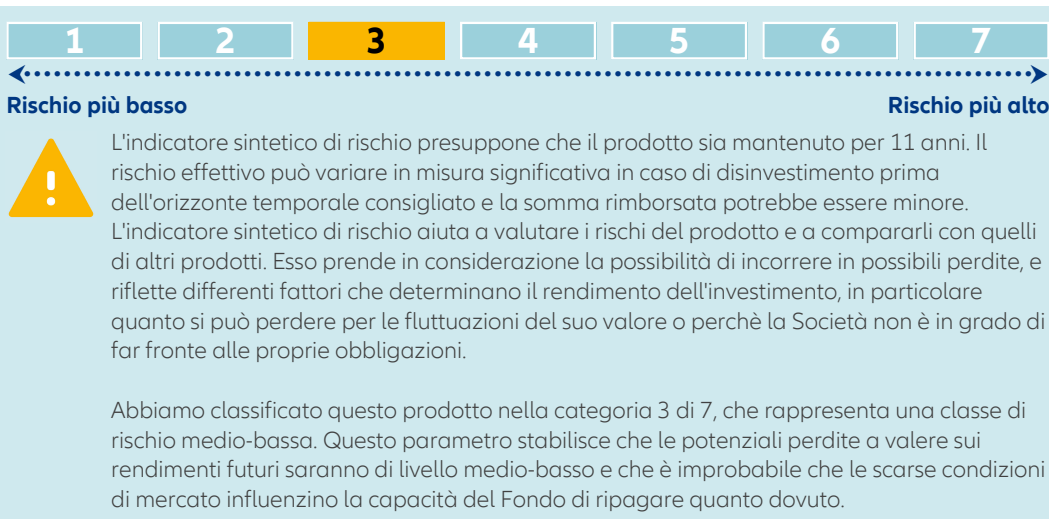 1 2 3 4 5 6 7
Rischio più basso Rischio più alto
L'indicatore sintetico di rischio presuppone che il prodotto sia mantenuto per 11 anni. Il
rischio effettivo può variare in misura significativa in caso di disinvestimento prima
dell'orizzonte temporale consigliato e la somma rimborsata potrebbe essere minore.
L'indicatore sintetico di rischio aiuta a valutare i rischi del prodotto e a compararli con quelli
di altri prodotti. Esso prende in considerazione la possibilità di incorrere in possibili perdite, e
riflette differenti fattori che determinano il rendimento dell'investimento, in particolare
quanto si può perdere per le fluttuazioni del suo valore o perchè la Società non è in grado di
far fronte alle proprie obbligazioni.
Abbiamo classificato questo prodotto nella categoria 3 di 7, che rappresenta una classe di
rischio medio-bassa. Questo parametro stabilisce che le potenziali perdite a valere sui
rendimenti futuri saranno di livello medio-basso e che è improbabile che le scarse condizioni
di mercato influenzino la capacità del Fondo di ripagare quanto dovuto.